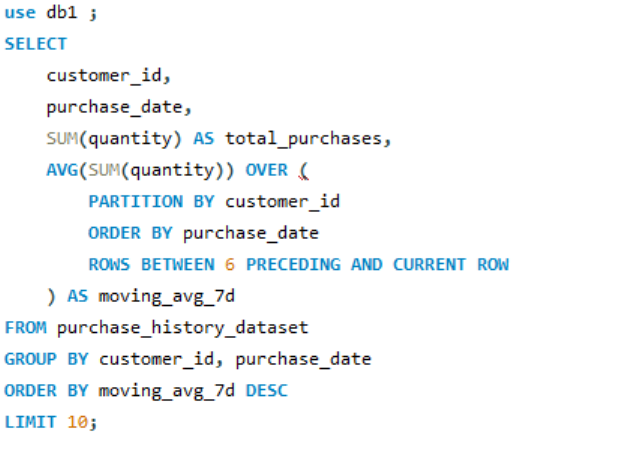 use db1 ;
SELECT
    customer_id,
    purchase_date,
    SUM(quantity) AS total_purchases,
    AVG(SUM(quantity)) OVER (
        PARTITION BY customer_id
        ORDER BY purchase_date
        ROWS BETWEEN 6 PRECEDING AND CURRENT ROW
    ) AS moving_avg_7d
FROM purchase_history_dataset
GROUP BY customer_id, purchase_date
ORDER BY moving_avg_7d DESC
LIMIT 10;